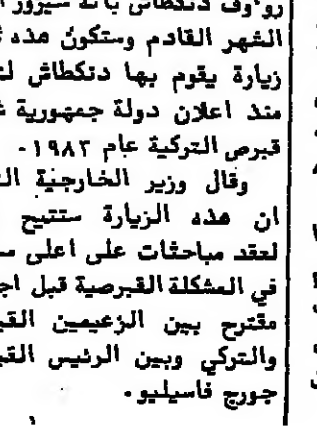 رووف دنكطاش بأنه سيزور
الشهر القادم وستكون هذه
زيارة يقوم بها دنكطاش
منذ اعلان دولة جمهورية
قبرص التركية عام ١٩٨٣ .
وقال وزير الخارجية
ان هذه الزيارة ستتيح
لعقد مباحثات على اعلى
في المشكلة القبرصية قبل
مقترح بين الزعيمين
والتركي وبين الرئيس
جورج فاسيليو .